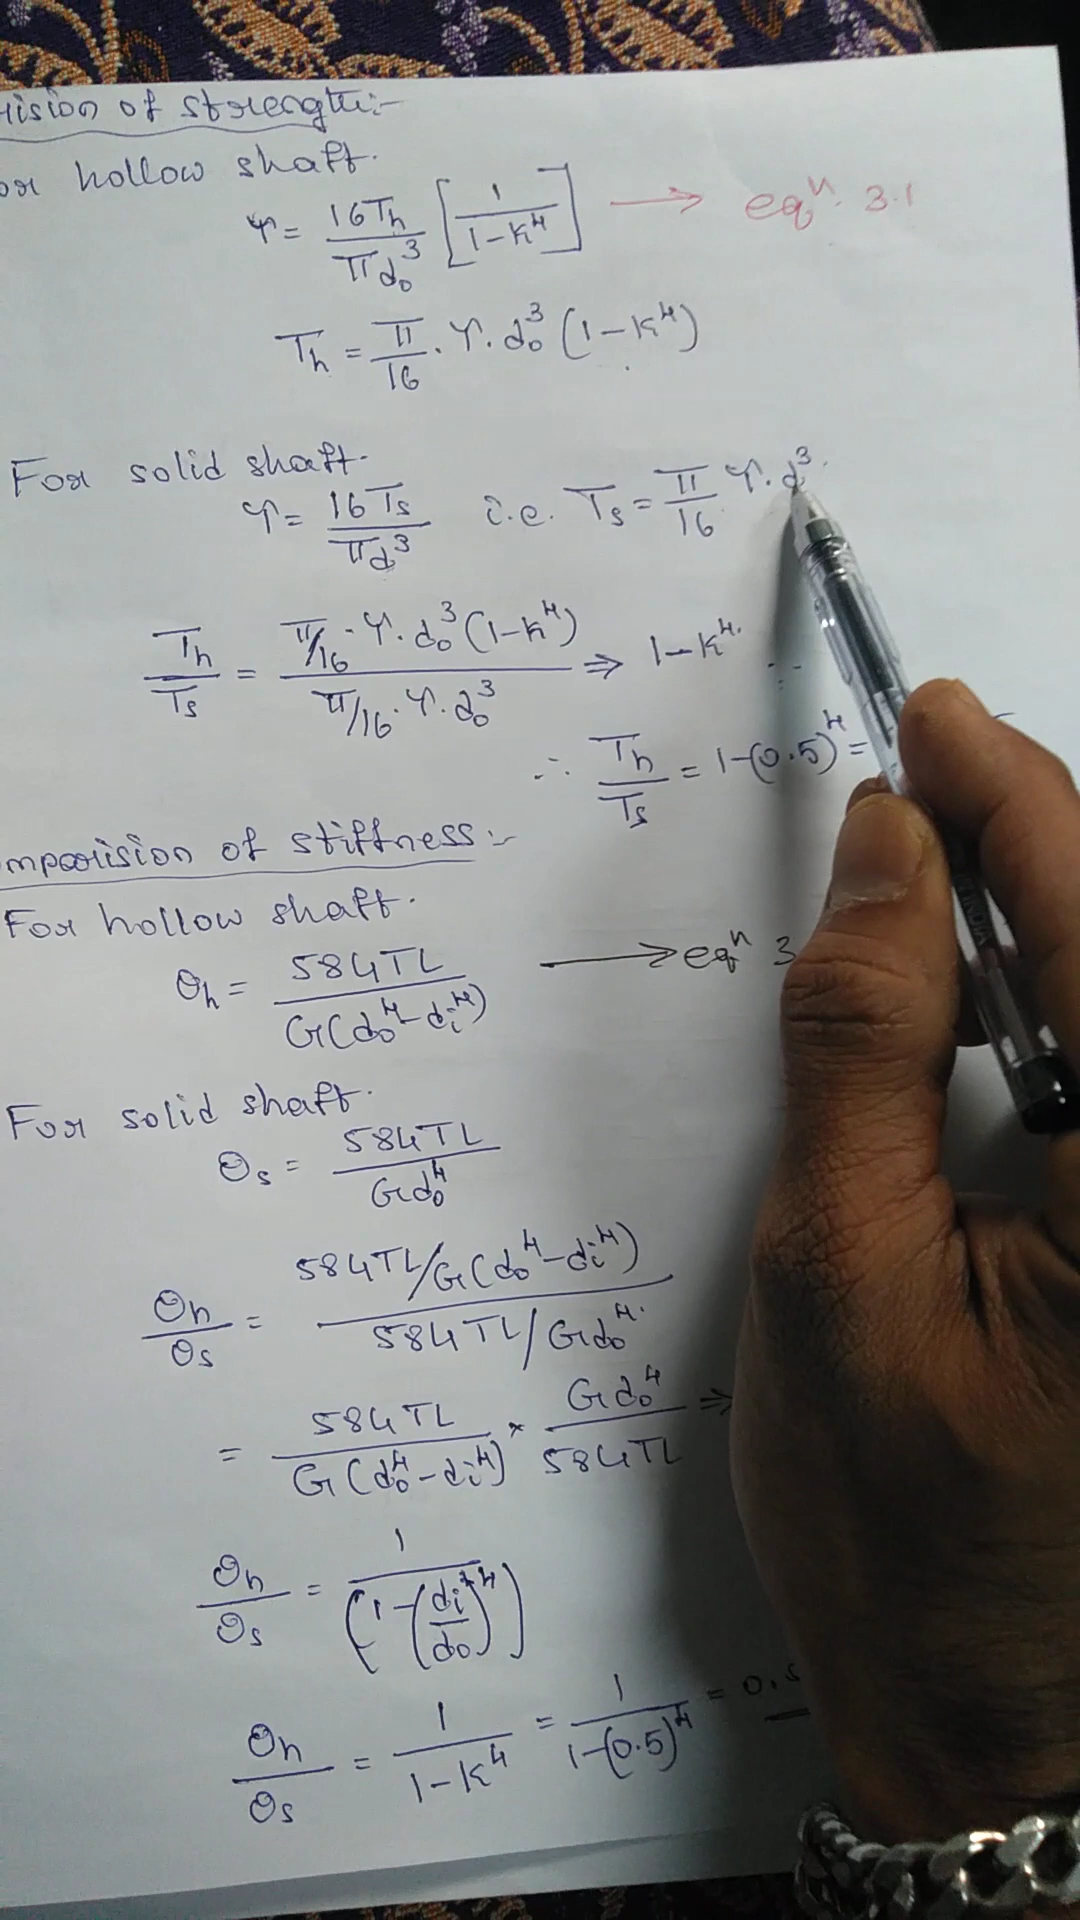 rision of strength:-
or hollow shaft.
τ = 16Th / πdo³ [1 / 1-K⁴] → eqⁿ. 3.1
Th = π/16 . τ. do³ (1-K⁴)
For solid shaft.
τ = 16Ts / πd³ i.e. Ts = π/16 τ. d³
Th/Ts = π/16 . τ. do³ (1-K⁴) / π/16 . τ. do³ ⇒ 1-K⁴.
∴ Th/Ts = 1-(0.5)⁴ =
mparision of stiffness:-
For hollow shaft.
θh = 584TL / G(do⁴-di⁴) → eqⁿ 3
For solid shaft.
θs = 584TL / Gdo⁴
θh/θs = 584TL/G(do⁴-di⁴) / 584TL/Gdo⁴
= 584TL / G(do⁴-di⁴) × Gdo⁴ / 584TL ⇒
θh/θs = 1 / (1-(di/do)⁴)
θh/θs = 1 / 1-K⁴ = 1 / 1-(0.5)⁴ = 0.
INDIA